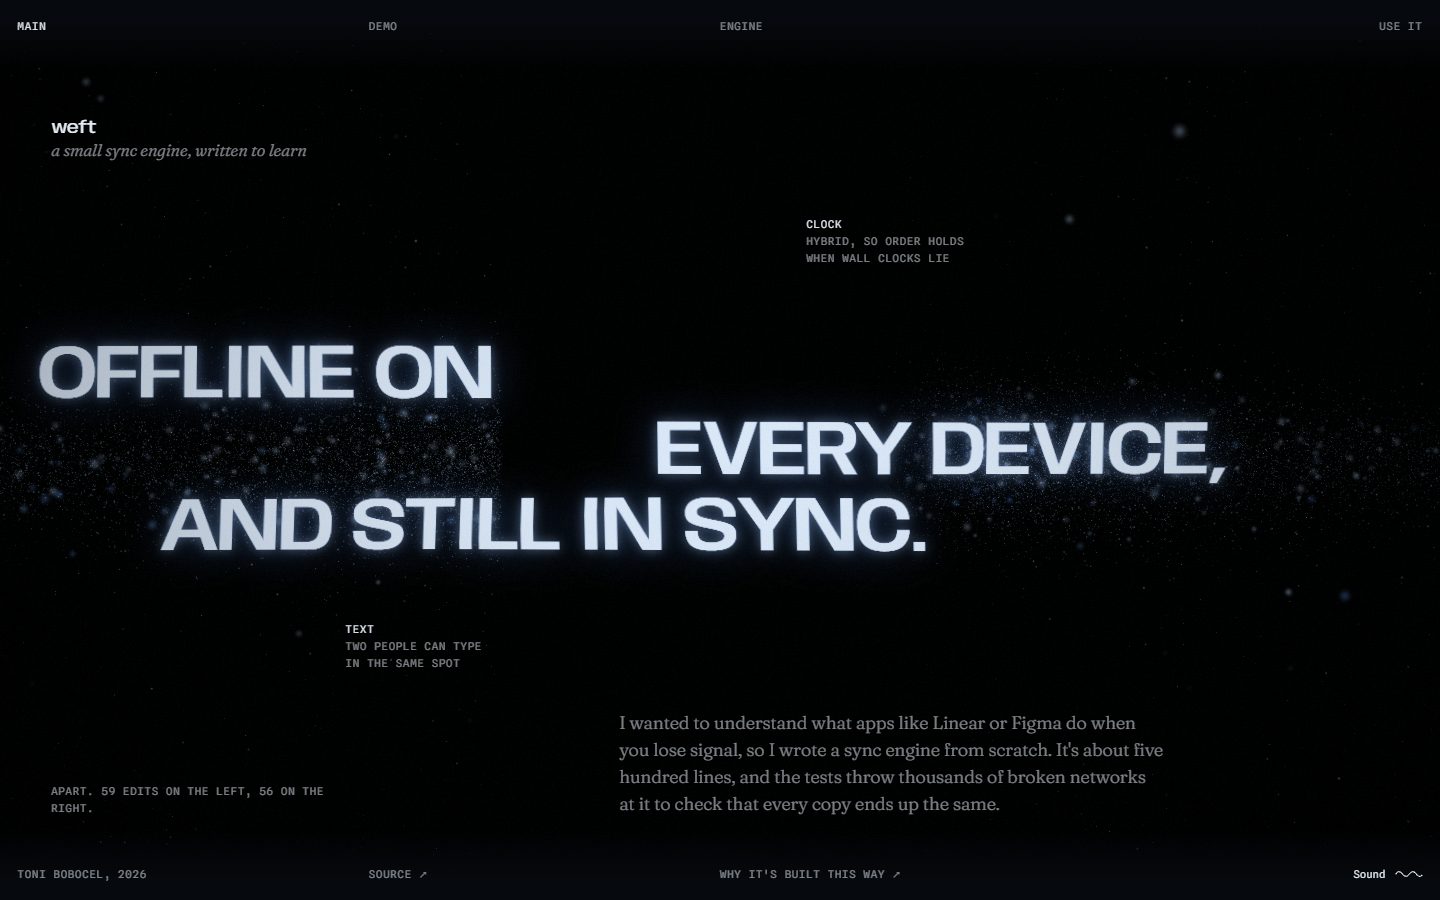 MAIN
DEMO
ENGINE
USE IT
weft
a small sync engine, written to learn
CLOCK
HYBRID, SO ORDER HOLDS
WHEN WALL CLOCKS LIE
OFFLINE ON
EVERY DEVICE,
AND STILL IN SYNC.
TEXT
TWO PEOPLE CAN TYPE
IN THE SAME SPOT
I wanted to understand what apps like Linear or Figma do when
you lose signal, so I wrote a sync engine from scratch. It's about five
hundred lines, and the tests throw thousands of broken networks
at it to check that every copy ends up the same.
APART. 59 EDITS ON THE LEFT, 56 ON THE
RIGHT.
TONI BOBOCEL, 2026
SOURCE ↗
WHY IT'S BUILT THIS WAY ↗
Sound